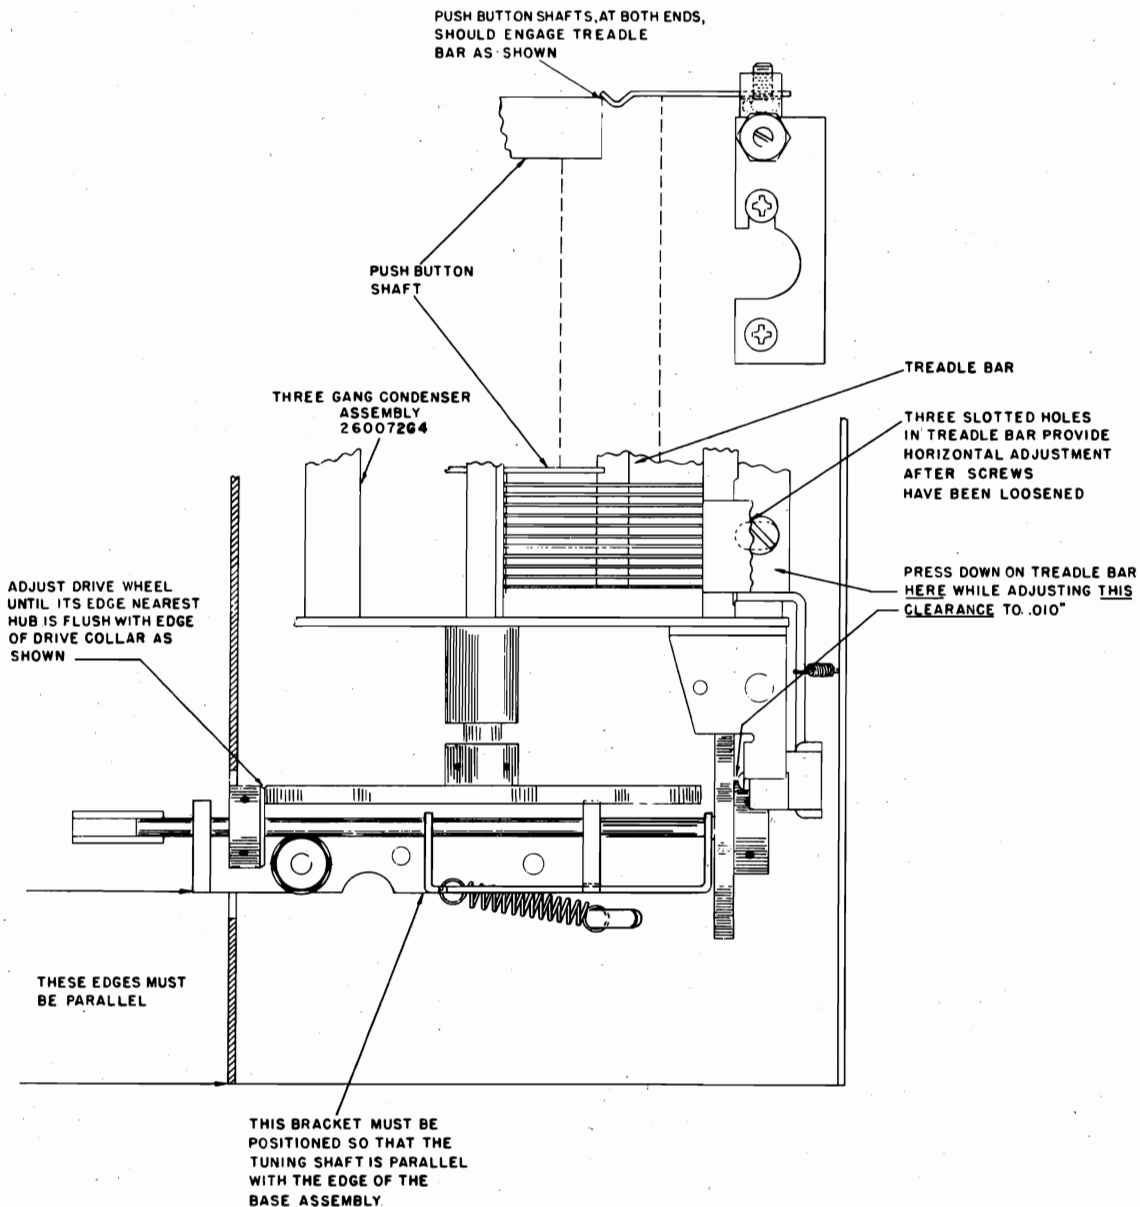 PUSH BUTTON SHAFTS, AT BOTH ENDS,
SHOULD ENGAGE TREADLE
BAR AS SHOWN
PUSH BUTTON
SHAFT
TREADLE BAR
THREE GANG CONDENSER
ASSEMBLY
260072G4
THREE SLOTTED HOLES
IN TREADLE BAR PROVIDE
HORIZONTAL ADJUSTMENT
AFTER SCREWS
HAVE BEEN LOOSENED
ADJUST DRIVE WHEEL
UNTIL ITS EDGE NEAREST
HUB IS FLUSH WITH EDGE
OF DRIVE COLLAR AS
SHOWN
PRESS DOWN ON TREADLE BAR
HERE WHILE ADJUSTING THIS
CLEARANCE TO .010"
THESE EDGES MUST
BE PARALLEL
THIS BRACKET MUST BE
POSITIONED SO THAT THE
TUNING SHAFT IS PARALLEL
WITH THE EDGE OF THE
BASE ASSEMBLY.